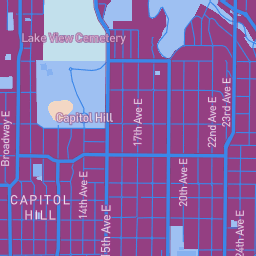 Lake View Cemetery
Capitol Hill
Broadway E
17th Ave E
22nd Ave E
23rd Ave E
14th Ave E
15th Ave E
20th Ave E
24th Ave E
CAPITOL
HILL